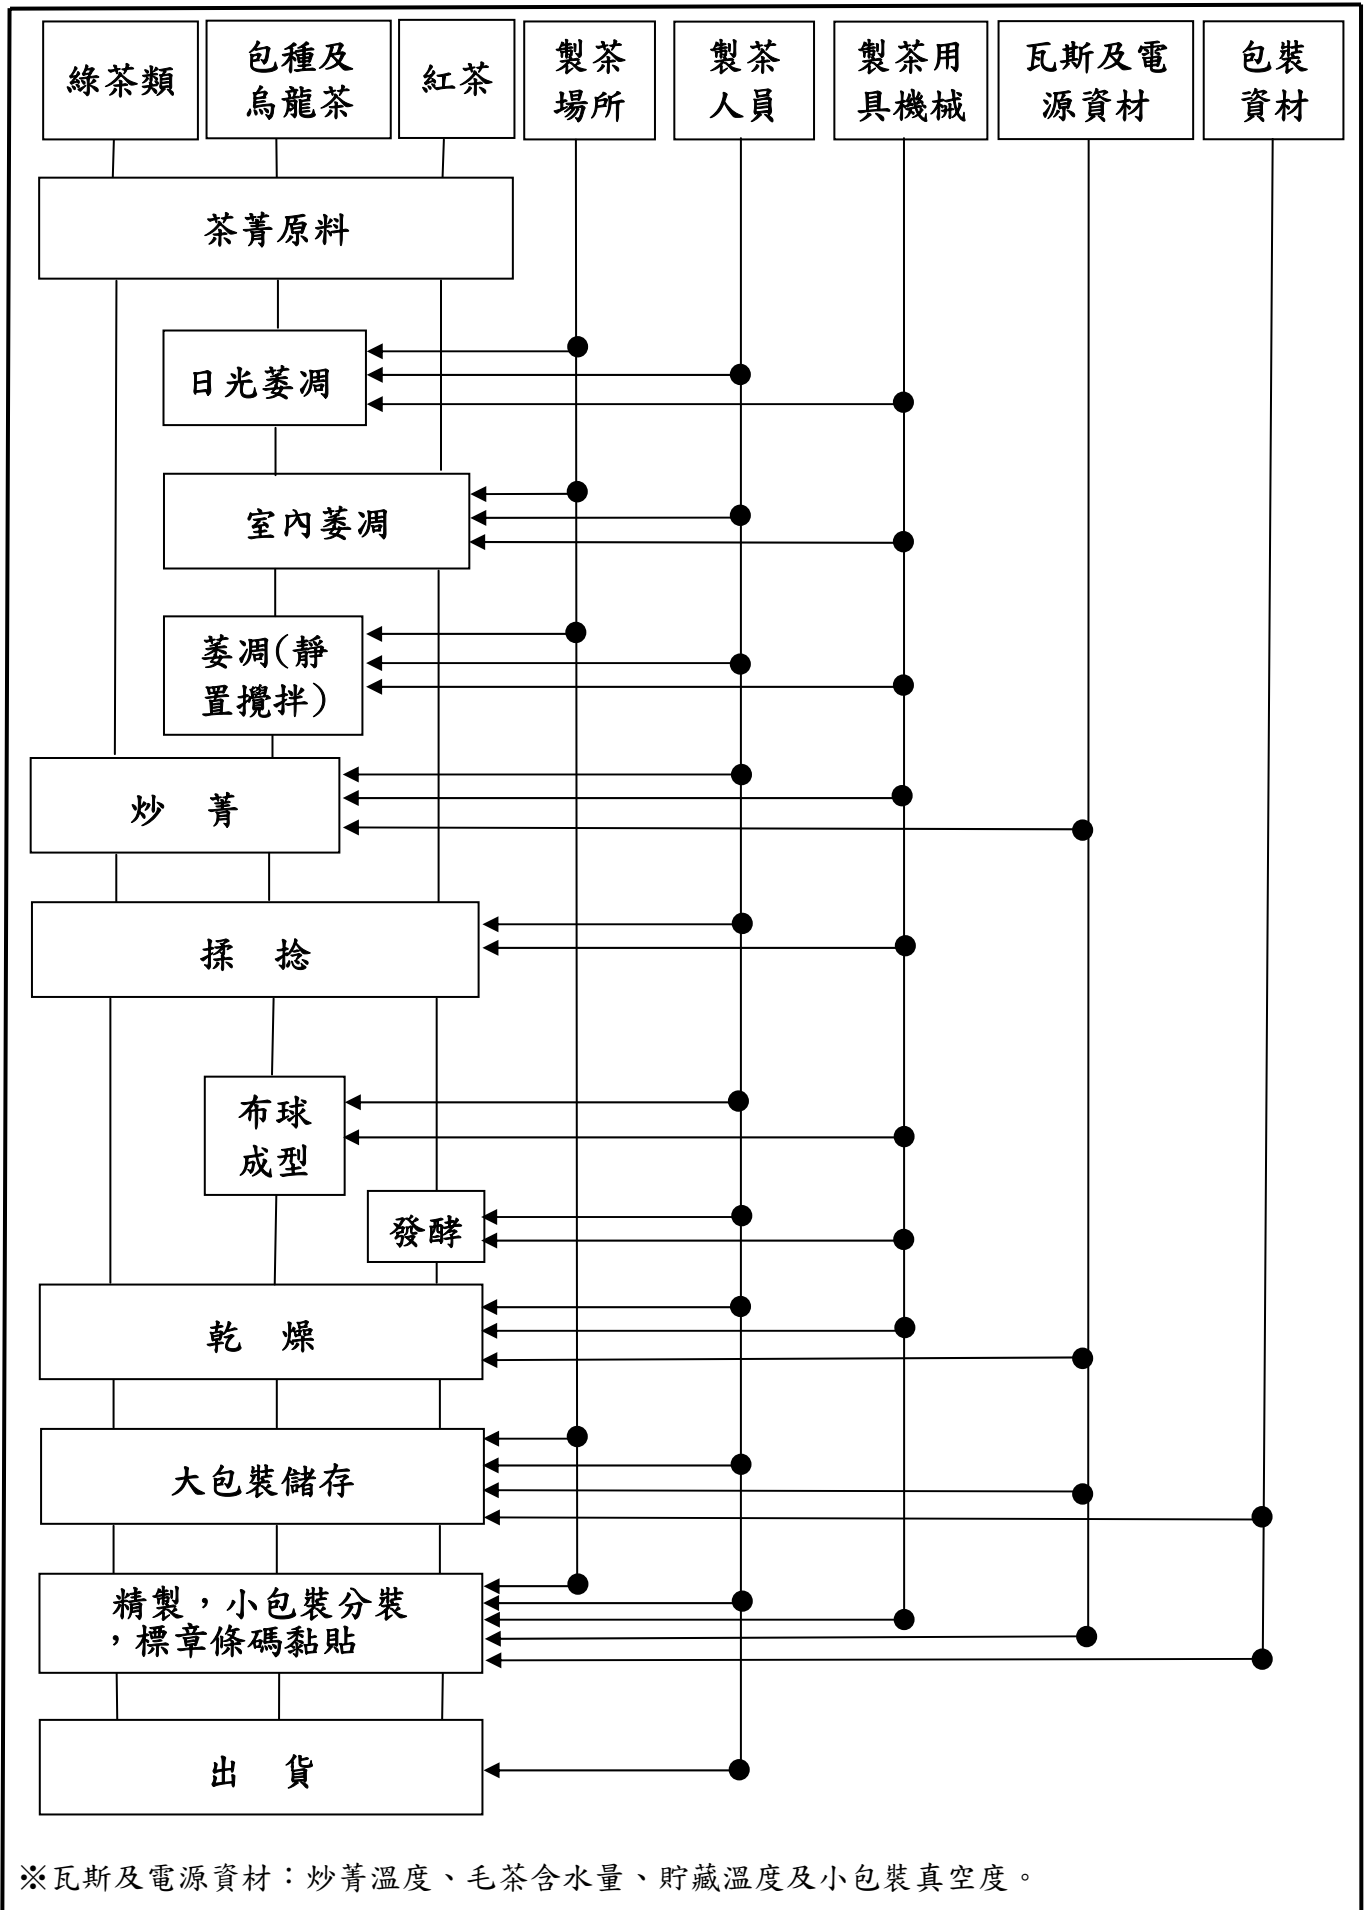 綠茶類
包種及
烏龍茶
紅茶
製茶
場所
製茶
人員
製茶用
具機械
瓦斯及電
源資材
包裝
資材
茶菁原料
日光萎凋
室內萎凋
萎凋(靜
置攪拌)
炒 菁
揉 捻
布球
成型
發酵
乾 燥
大包裝儲存
精製，小包裝分裝
，標章條碼黏貼
出 貨
※瓦斯及電源資材：炒菁溫度、毛茶含水量、貯藏溫度及小包裝真空度。